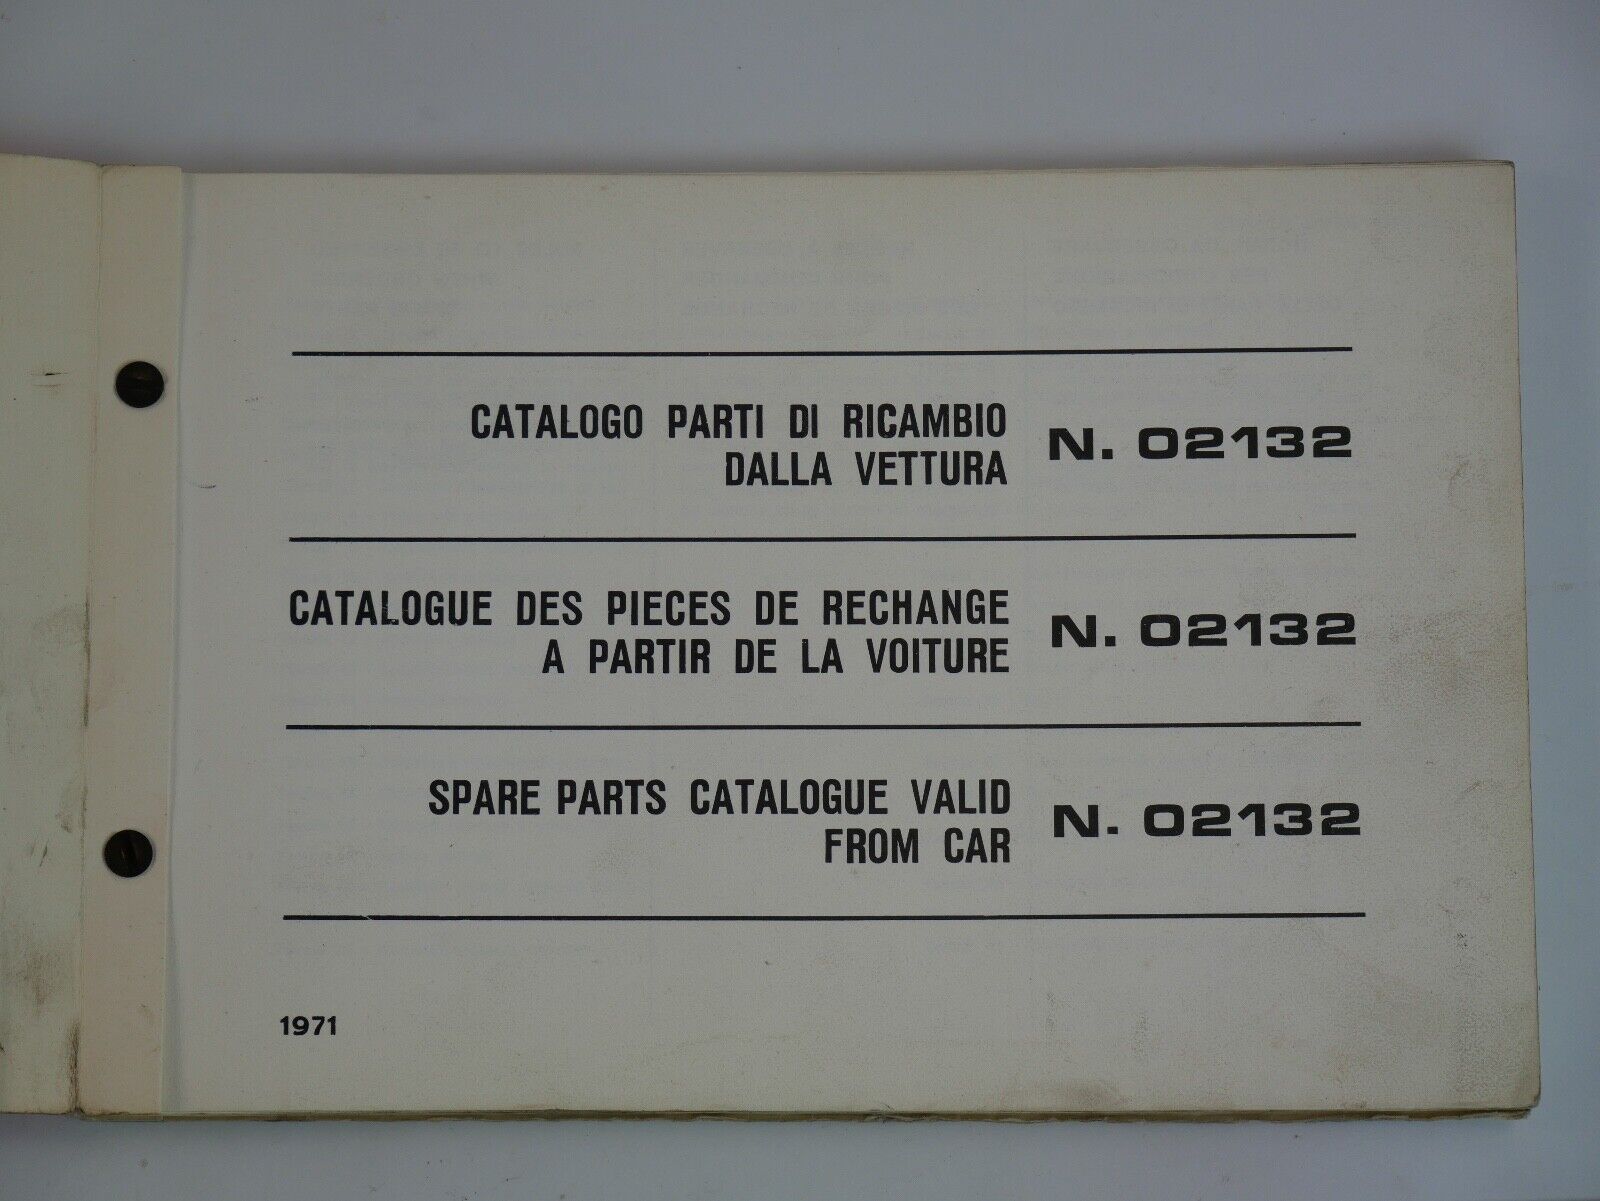 CATALOGO PARTI DI RICAMBIO
DALLA VETTURA
N. 02132
CATALOGUE DES PIECES DE RECHANGE
A PARTIR DE LA VOITURE
N. 02132
SPARE PARTS CATALOGUE VALID
FROM CAR
N. 02132
1971